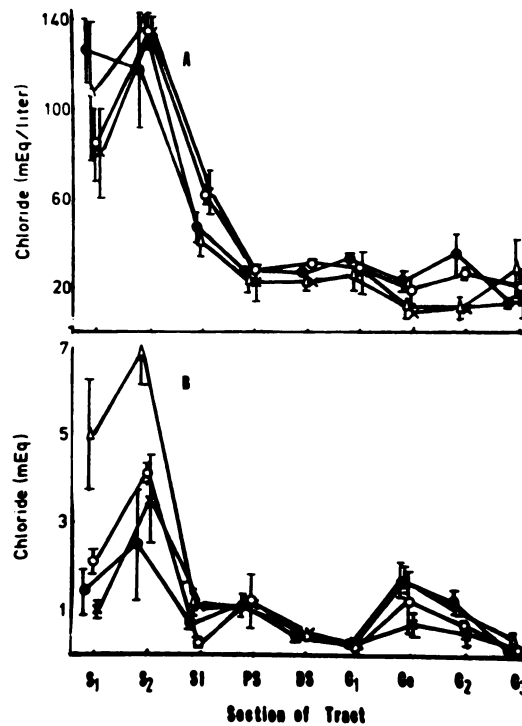 140
100
60
20
Chloride (mEq/liter)
A
7
5
3
1
Chloride (mEq)
B
S1 S2 SI PS DS C1 Ce C2 C3
Section of Tract